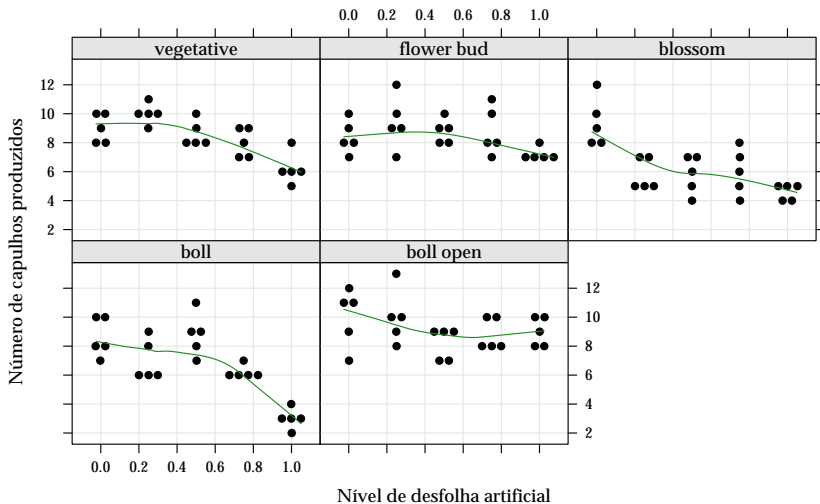 0.0 0.2 0.4 0.6 0.8 1.0
vegetative flower bud blossom
12
10
8
6
4
2
boll boll open
12
10
8
6
4
2
0.0 0.2 0.4 0.6 0.8 1.0
Número de capulhos produzidos
Nível de desfolha artificial